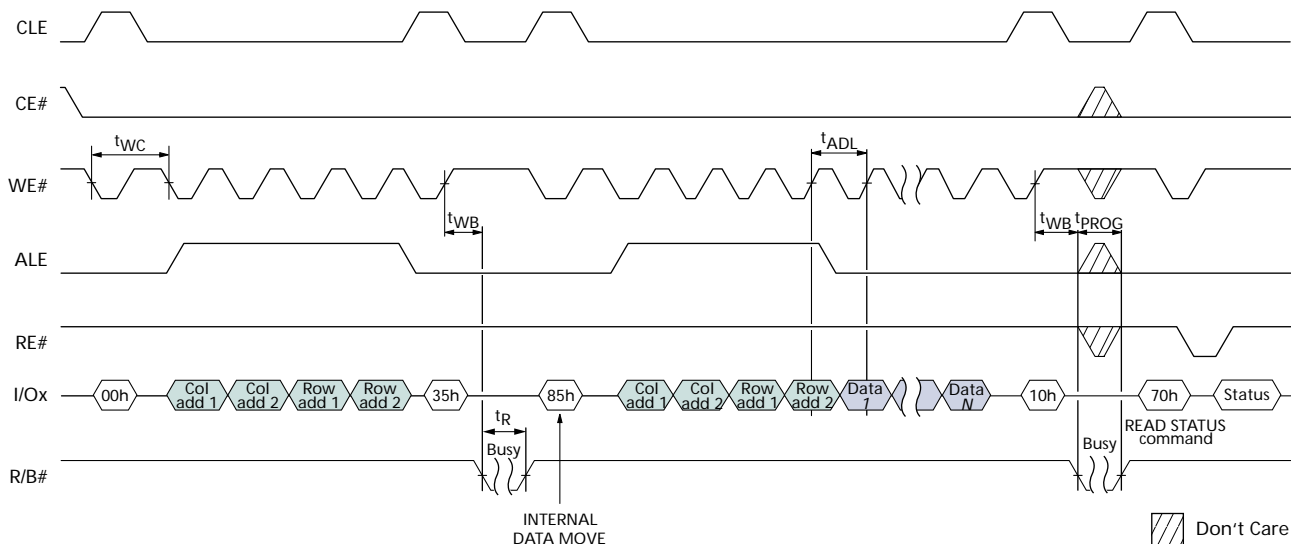 CLE
CE#
tWC
tADL
WE#
tWB
tWB tPROG
ALE
RE#
I/Ox
00h
Col add 1
Col add 2
Row add 1
Row add 2
35h
85h
Col add 1
Col add 2
Row add 1
Row add 2
Data 1
Data N
10h
70h
Status
READ STATUS
command
tR
Busy
Busy
R/B#
INTERNAL
DATA MOVE
Don't Care